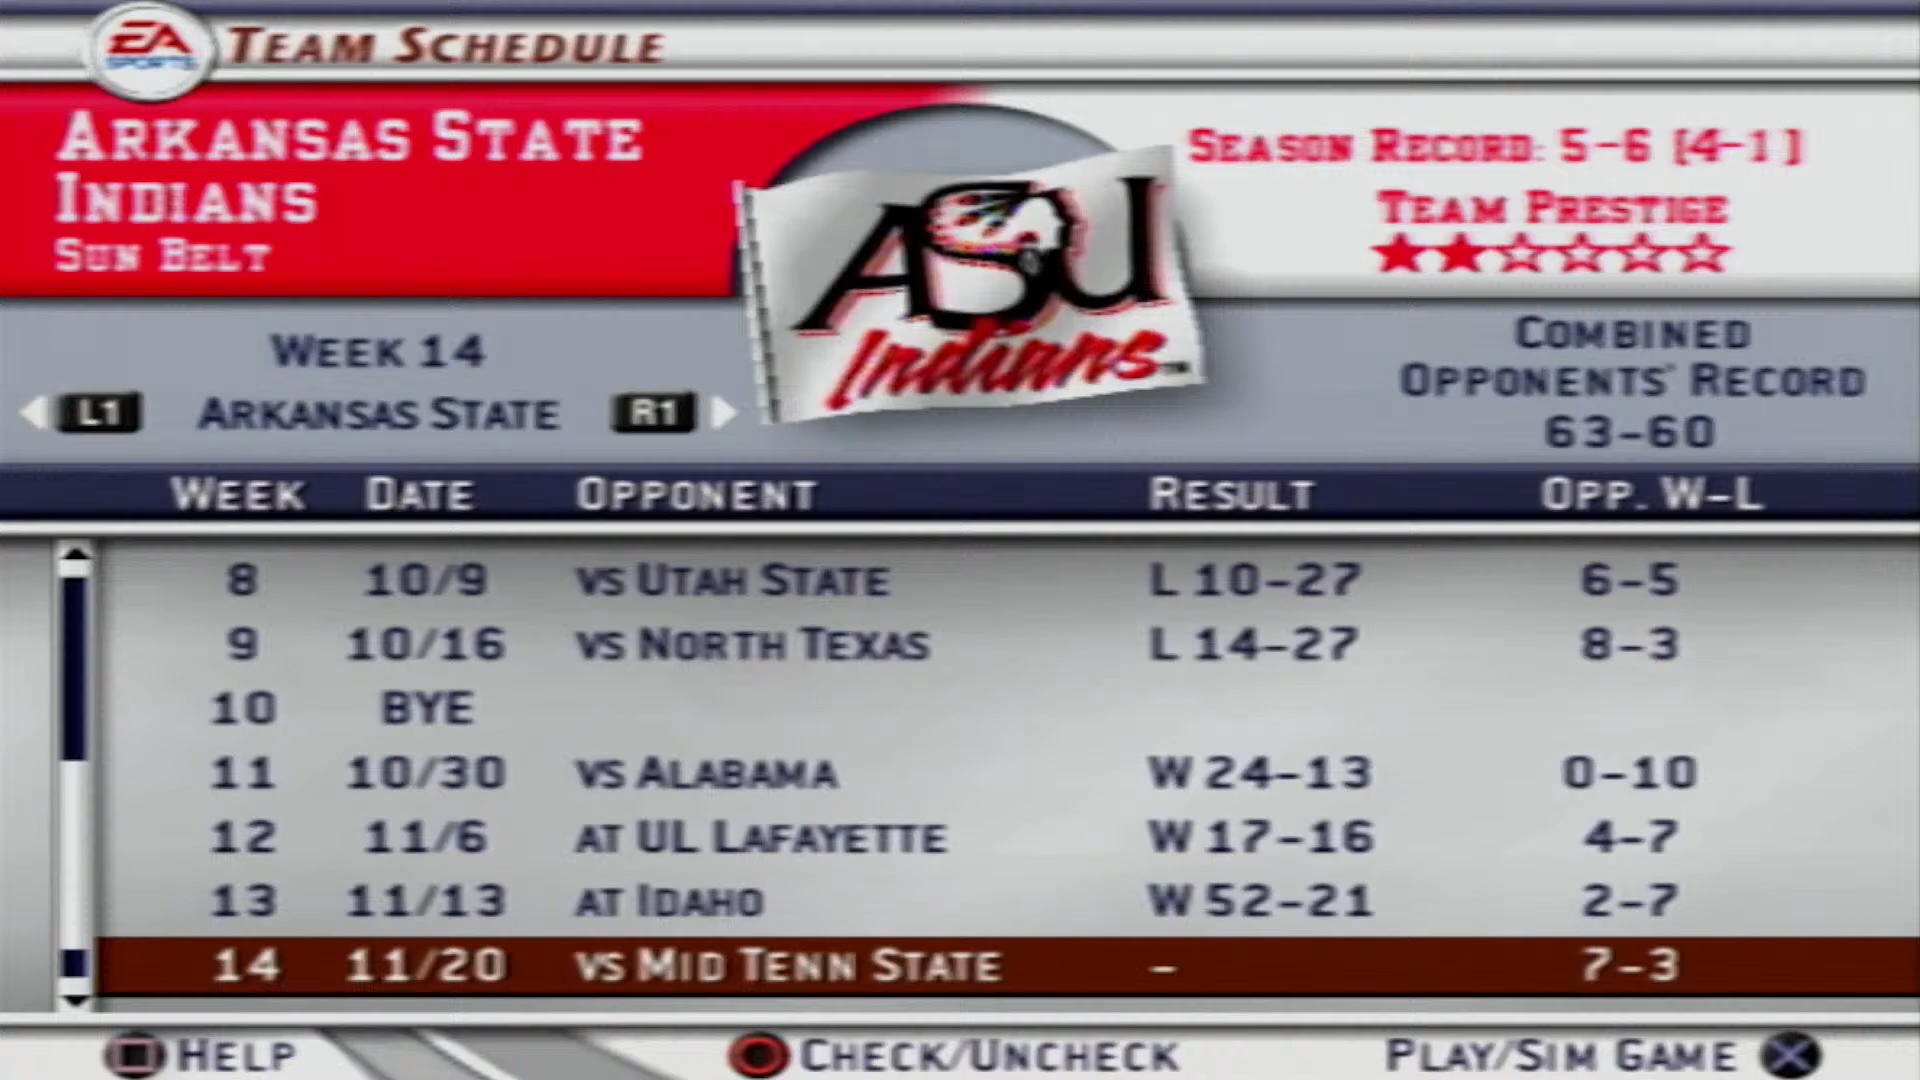 EA SPORTS TEAM SCHEDULE
ARKANSAS STATE
INDIANS
SUN BELT
SEASON RECORD: 5-6 (4-1)
TEAM PRESTIGE
ASU
Indians
WEEK 14
L1 ARKANSAS STATE R1
COMBINED
OPPONENTS' RECORD
63-60
WEEK DATE OPPONENT RESULT OPP. W-L
8 10/9 VS UTAH STATE L 10-27 6-5
9 10/16 VS NORTH TEXAS L 14-27 8-3
10 BYE
11 10/30 VS ALABAMA W 24-13 0-10
12 11/6 AT UL LAFAYETTE W 17-16 4-7
13 11/13 AT IDAHO W 52-21 2-7
14 11/20 VS MID TENN STATE - 7-3
HELP CHECK/UNCHECK PLAY/SIM GAME